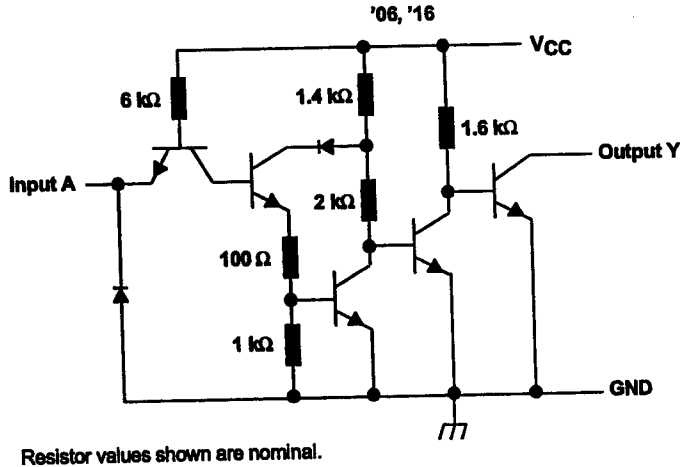 '06, '16
VCC
6 kΩ
1.4 kΩ
1.6 kΩ
Output Y
Input A
2 kΩ
100 Ω
1 kΩ
GND
Resistor values shown are nominal.